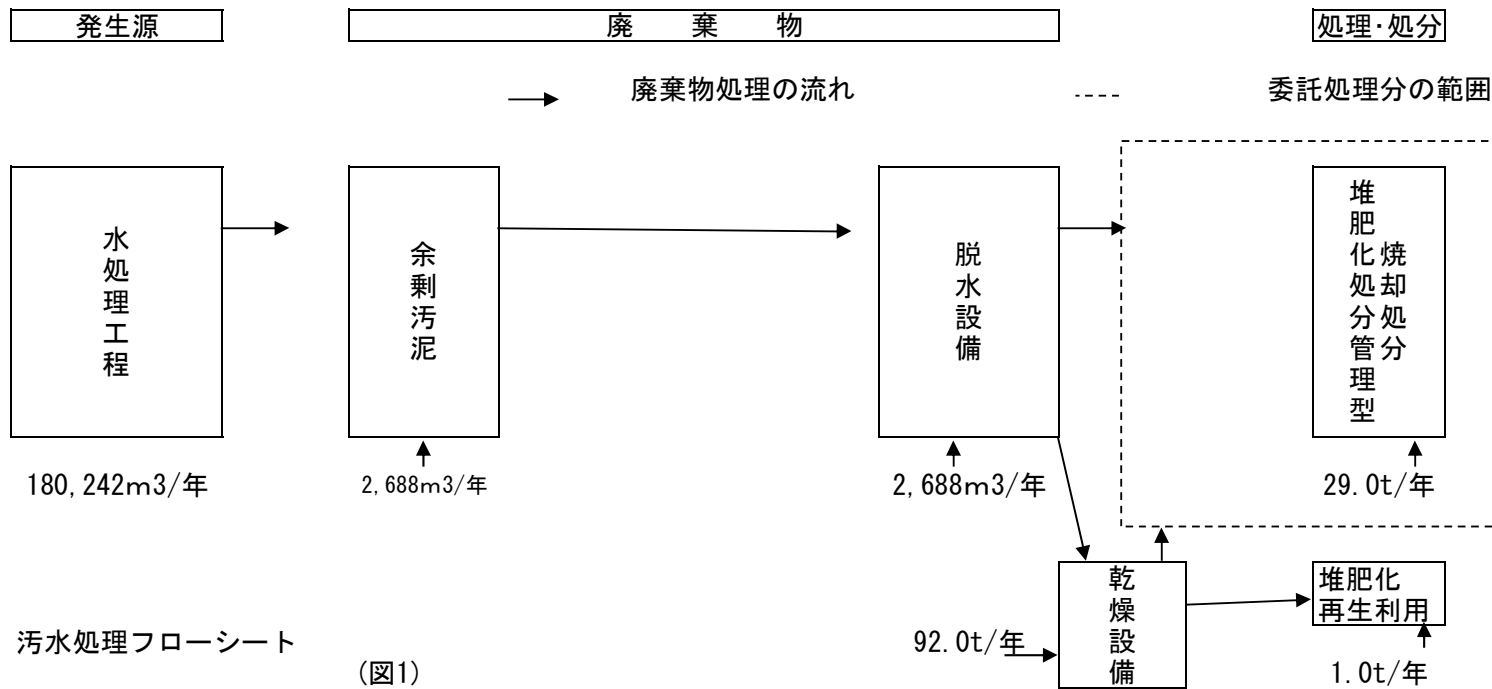 発生源
廃　棄　物
処理・処分
廃棄物処理の流れ
委託処理分の範囲
水処理工程
余剰汚泥
脱水設備
堆肥化処分管理型
焼却処分
180,242m3/年
2,688m3/年
2,688m3/年
29.0t/年
乾燥設備
堆肥化
再生利用
汚水処理フローシート
(図1)
92.0t/年
1.0t/年